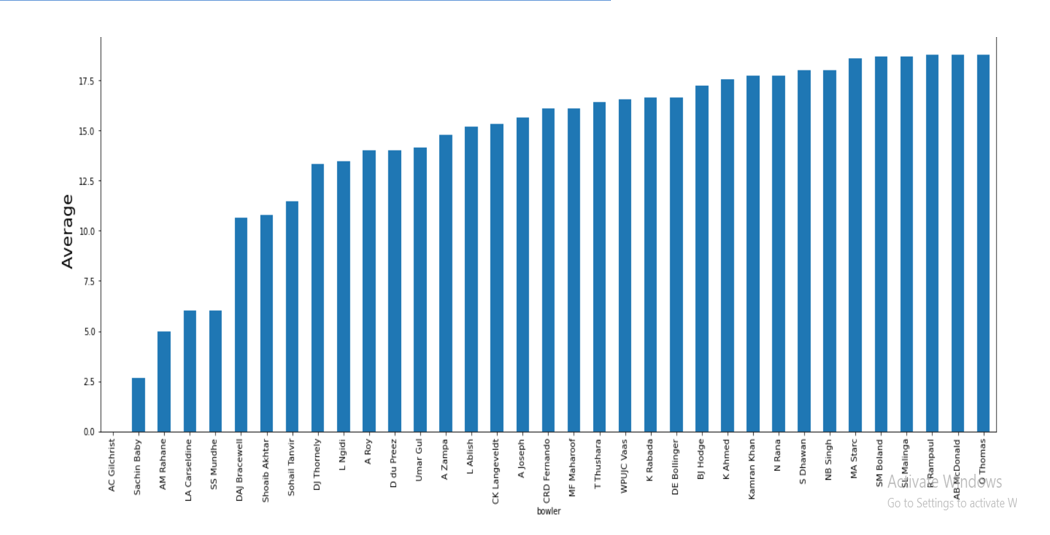 Average
17.5
15.0
12.5
10.0
7.5
5.0
2.5
0.0
AC Gilchrist
Sachin Baby
AM Rahane
LA Carseldine
SS Mundhe
DAJ Bracewell
Shoaib Akhtar
Sohail Tanvir
DJ Thornely
L Ngidi
A Roy
D du Preez
Umar Gul
A Zampa
L Ablish
CK Langeveldt
A Joseph
CRD Fernando
MF Maharoof
T Thushara
WPUJC Vaas
K Rabada
DE Bollinger
BJ Hodge
K Ahmed
Kamran Khan
N Rana
S Dhawan
NB Singh
MA Starc
SM Boland
SL Malinga
R Rampaul
AB McDonald
O Thomas
bowler
Activate Windows
Go to Settings to activate W